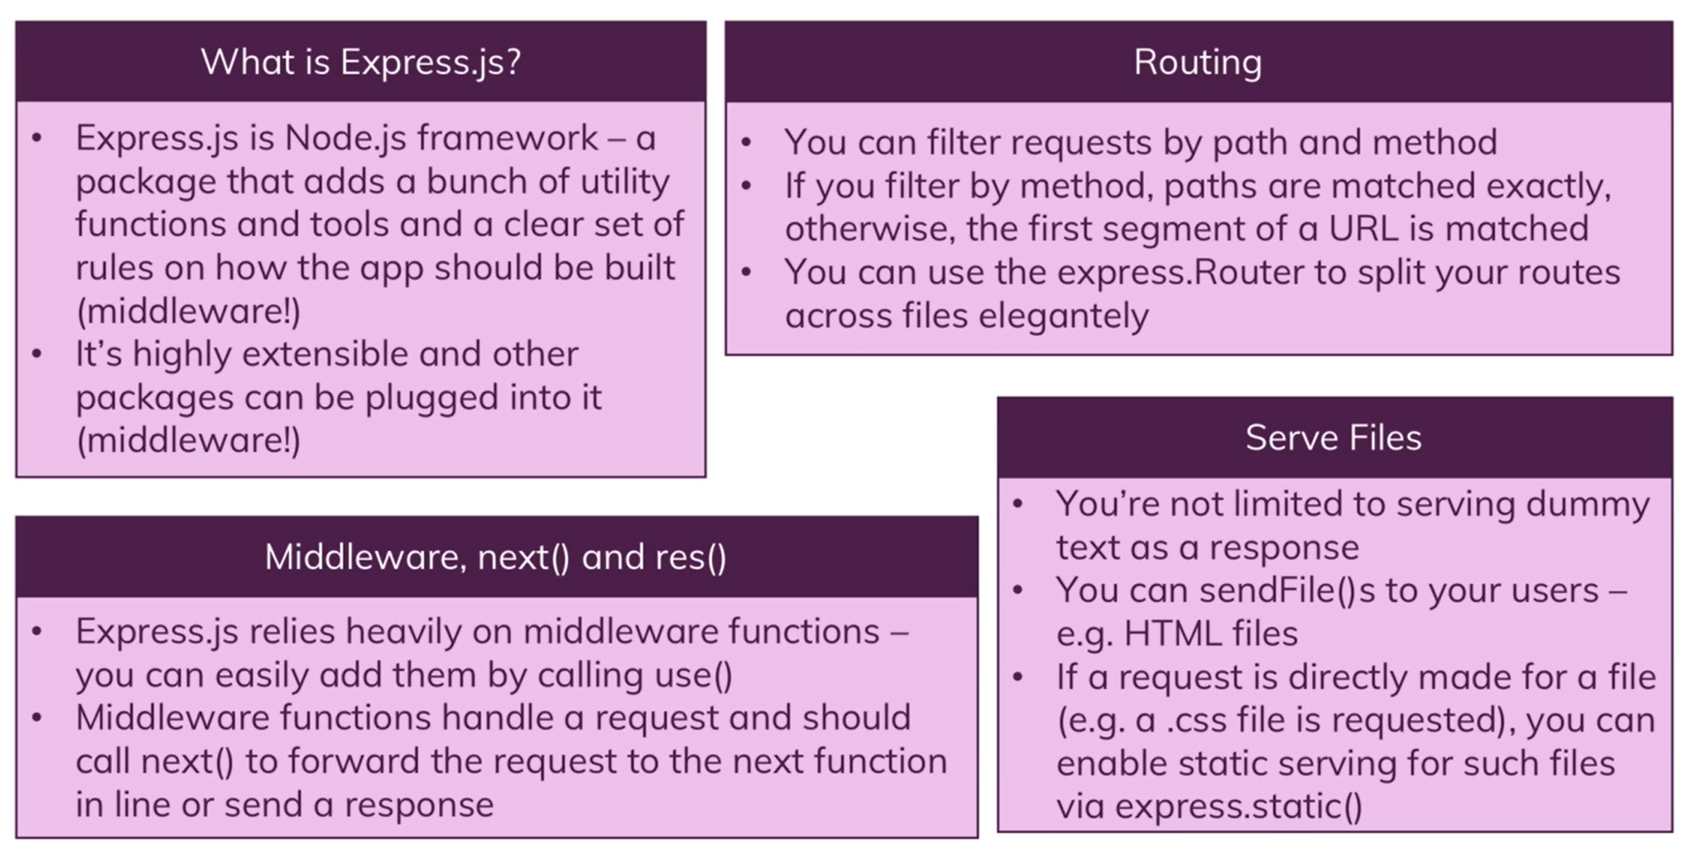 What is Express.js?
• Express.js is Node.js framework – a
package that adds a bunch of utility
functions and tools and a clear set of
rules on how the app should be built
(middleware!)
• It’s highly extensible and other
packages can be plugged into it
(middleware!)
Routing
• You can filter requests by path and method
• If you filter by method, paths are matched exactly,
otherwise, the first segment of a URL is matched
• You can use the express.Router to split your routes
across files elegantely
Middleware, next() and res()
• Express.js relies heavily on middleware functions –
you can easily add them by calling use()
• Middleware functions handle a request and should
call next() to forward the request to the next function
in line or send a response
Serve Files
• You’re not limited to serving dummy
text as a response
• You can sendFile()s to your users –
e.g. HTML files
• If a request is directly made for a file
(e.g. a .css file is requested), you can
enable static serving for such files
via express.static()